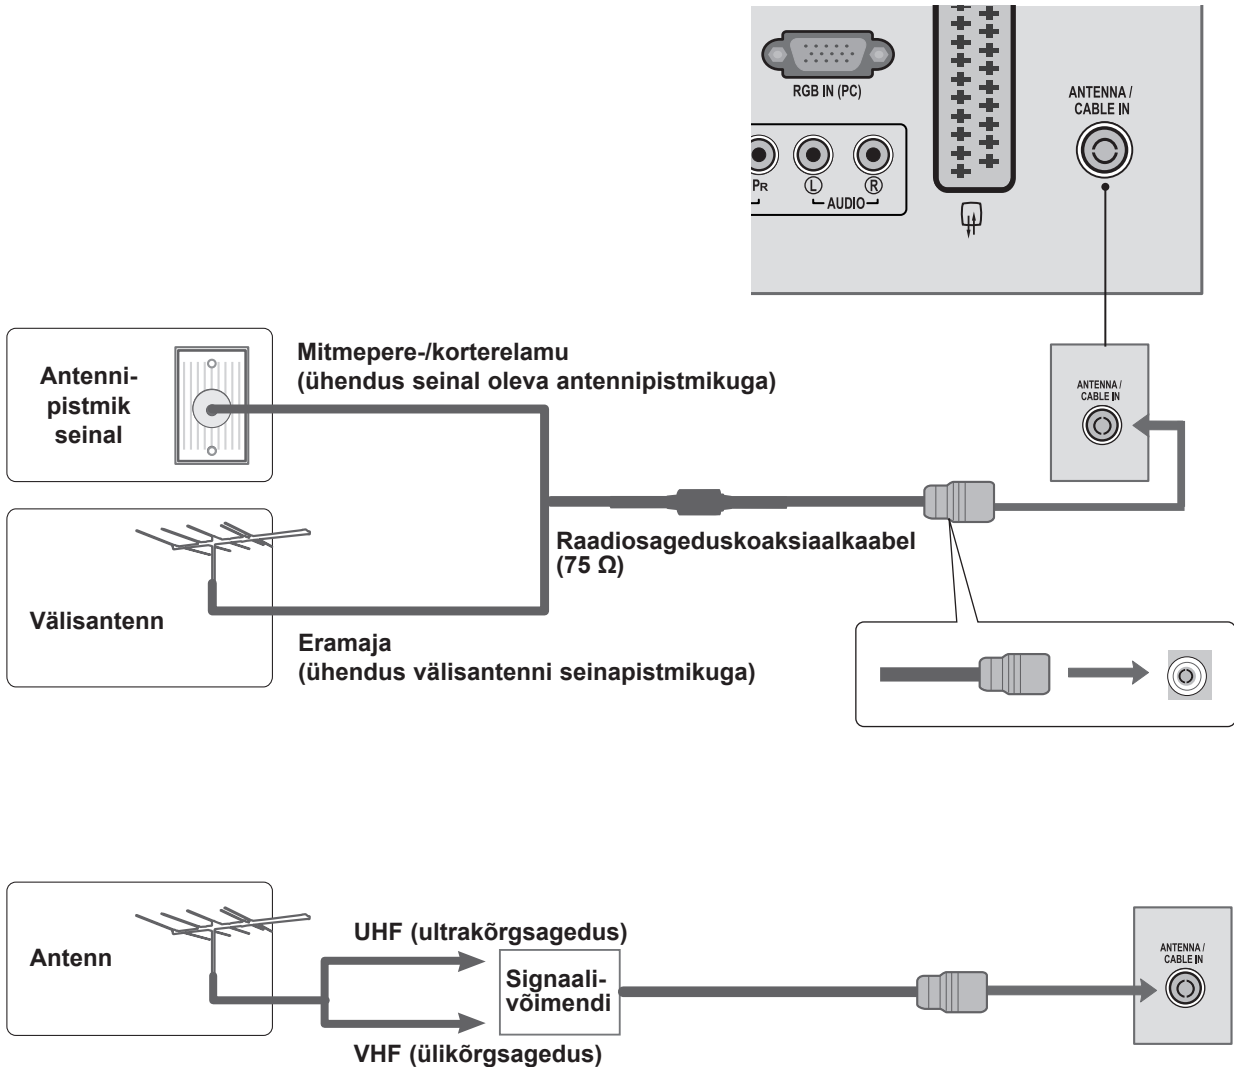 RGB IN (PC)
ANTENNA /
CABLE IN
PR
L
R
AUDIO
Antenni-
pistmik
seinal
Mitmepere-/korterelamu
(ühendus seinal oleva antennipistmikuga)
ANTENNA /
CABLE IN
Raadiosageduskoaksiaalkaabel
(75 Ω)
Välisantenn
Eramaja
(ühendus välisantenni seinapistmikuga)
Antenn
UHF (ultrakõrgsagedus)
Signaali-
võimendi
VHF (ülikõrgsagedus)
ANTENNA /
CABLE IN